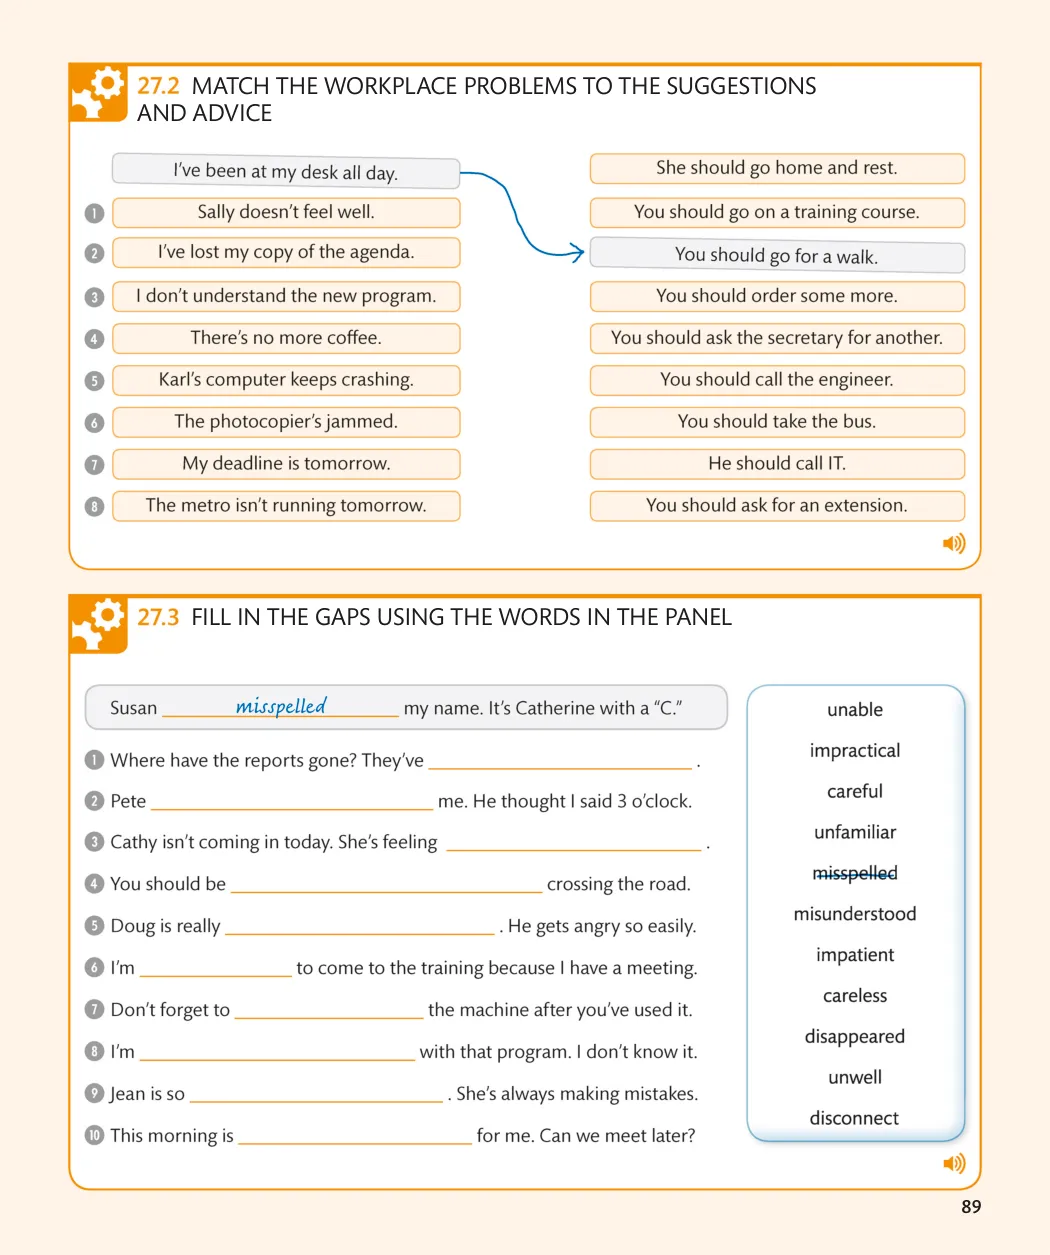 27.2 MATCH THE WORKPLACE PROBLEMS TO THE SUGGESTIONS
AND ADVICE
I've been at my desk all day.
1 Sally doesn't feel well.
2 I've lost my copy of the agenda.
3 I don't understand the new program.
4 There's no more coffee.
5 Karl's computer keeps crashing.
6 The photocopier's jammed.
7 My deadline is tomorrow.
8 The metro isn't running tomorrow.
She should go home and rest.
You should go on a training course.
You should go for a walk.
You should order some more.
You should ask the secretary for another.
You should call the engineer.
You should take the bus.
He should call IT.
You should ask for an extension.
27.3 FILL IN THE GAPS USING THE WORDS IN THE PANEL
Susan misspelled my name. It's Catherine with a “C.”
1 Where have the reports gone? They've ____ .
2 Pete ____ me. He thought I said 3 o'clock.
3 Cathy isn't coming in today. She's feeling ____ .
4 You should be ____ crossing the road.
5 Doug is really ____ . He gets angry so easily.
6 I'm ____ to come to the training because I have a meeting.
7 Don't forget to ____ the machine after you've used it.
8 I'm ____ with that program. I don't know it.
9 Jean is so ____ . She's always making mistakes.
10 This morning is ____ for me. Can we meet later?
unable
impractical
careful
unfamiliar
misspelled
misunderstood
impatient
careless
disappeared
unwell
disconnect
89